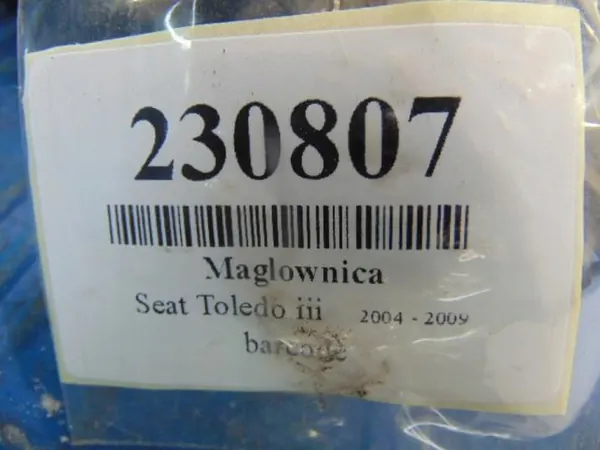 230807
Maglownica
Seat Toledo iii 2004 - 2009
barcode